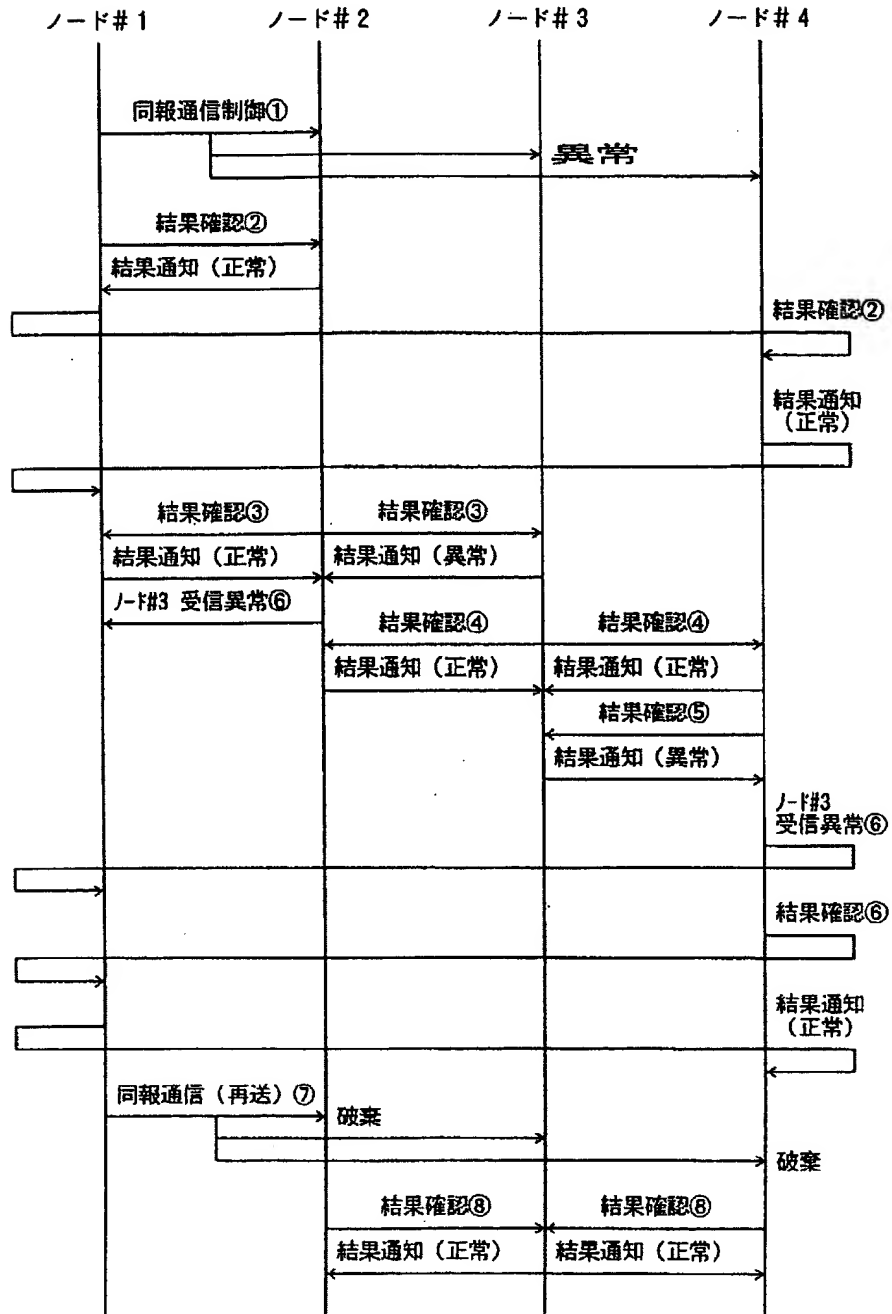 ノード#1
ノード#2
ノード#3
ノード#4
同報通信制御①
異常
結果確認②
結果通知（正常）
結果確認②
結果通知
（正常）
結果確認③
結果確認③
結果通知（正常）
結果通知（異常）
ノード#3 受信異常⑥
結果確認④
結果確認④
結果通知（正常）
結果通知（正常）
結果確認⑤
結果通知（異常）
ノード#3
受信異常⑥
結果確認⑥
結果通知
（正常）
同報通信（再送）⑦
破棄
破棄
結果確認⑧
結果確認⑧
結果通知（正常）
結果通知（正常）